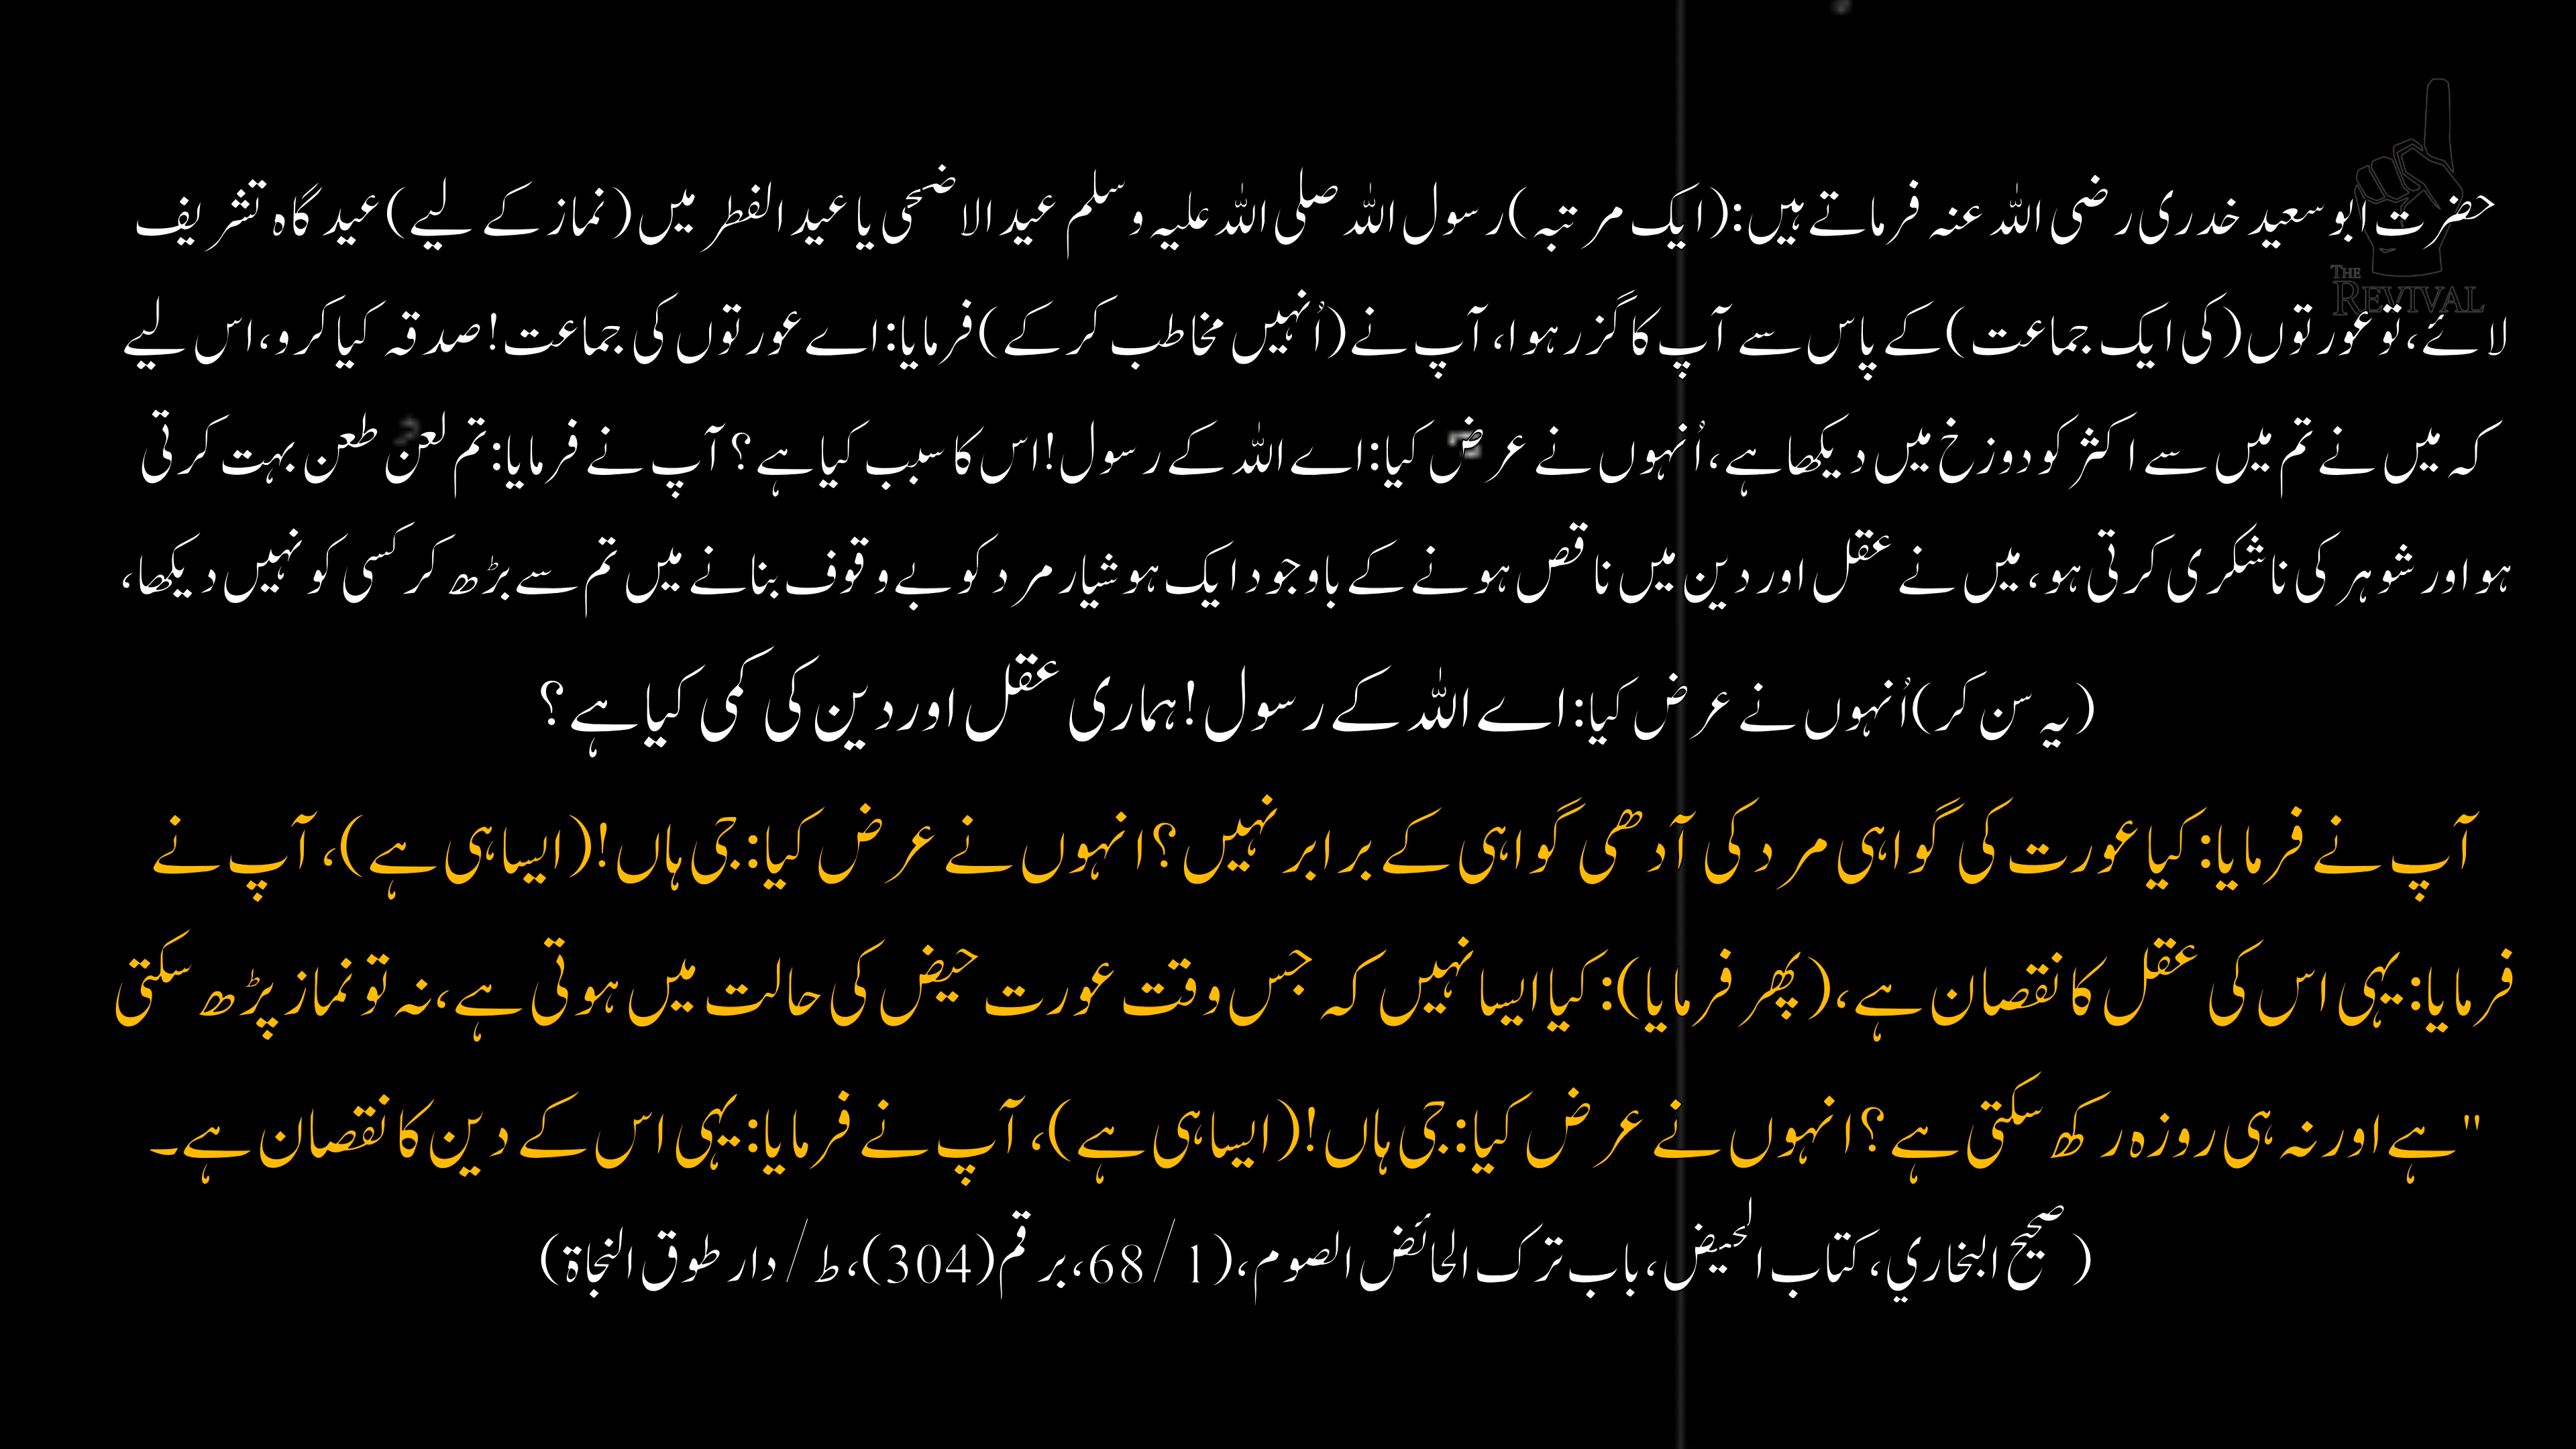 حضرت ابو سعید خدری رضی اللہ عنہ فرماتے ہیں:(ایک مرتبہ)رسول اللہ صلی اللہ علیہ وسلم عید الاضحی یا عید الفطر میں (نماز کے لیے)عید گاہ تشریف
THE
REVIVAL
لائے، تو عورتوں(کی ایک جماعت)کے پاس سے آپ کا گزر ہوا، آپ نے(اُنہیں مخاطب کرکے)فرمایا: اے عورتوں کی جماعت! صدقہ کیا کرو،اس لیے
کہ میں نے تم میں سے اکثر کو دوزخ میں دیکھا ہے، اُنہوں نے عرض کیا: اے اللہ کے رسول! اس کا سبب کیا ہے؟ آپ نے فرمایا: تم لعن طعن بہت کرتی
ہو اور شوہر کی ناشکری کرتی ہو، میں نے عقل اور دین میں ناقص ہونے کے باوجود ایک ہوشیار مرد کو بے وقوف بنانے میں تم سے بڑھ کر کسی کو نہیں دیکھا،
(یہ سن کر)اُنہوں نے عرض کیا: اے اللہ کے رسول! ہماری عقل اور دین کی کمی کیا ہے؟
آپ نے فرمایا: کیا عورت کی گواہی مرد کی آدھی گواہی کے برابر نہیں؟ انہوں نے عرض کیا: جی ہاں!(ایسا ہی ہے)، آپ نے
فرمایا: یہی اس کی عقل کا نقصان ہے،(پھر فرمایا): کیا ایسا نہیں کہ جس وقت عورت حیض کی حالت میں ہوتی ہے،نہ تو نماز پڑھ سکتی
"ہے اور نہ ہی روزہ رکھ سکتی ہے؟ انہوں نے عرض کیا: جی ہاں!(ایسا ہی ہے)، آپ نے فرمایا: یہی اس کے دین کا نقصان ہے۔
(صحیح البخاري، كتاب الحيض، باب ترک الحائض الصوم،(1/68، برقم(304)، ط/دار طوق النجاة)